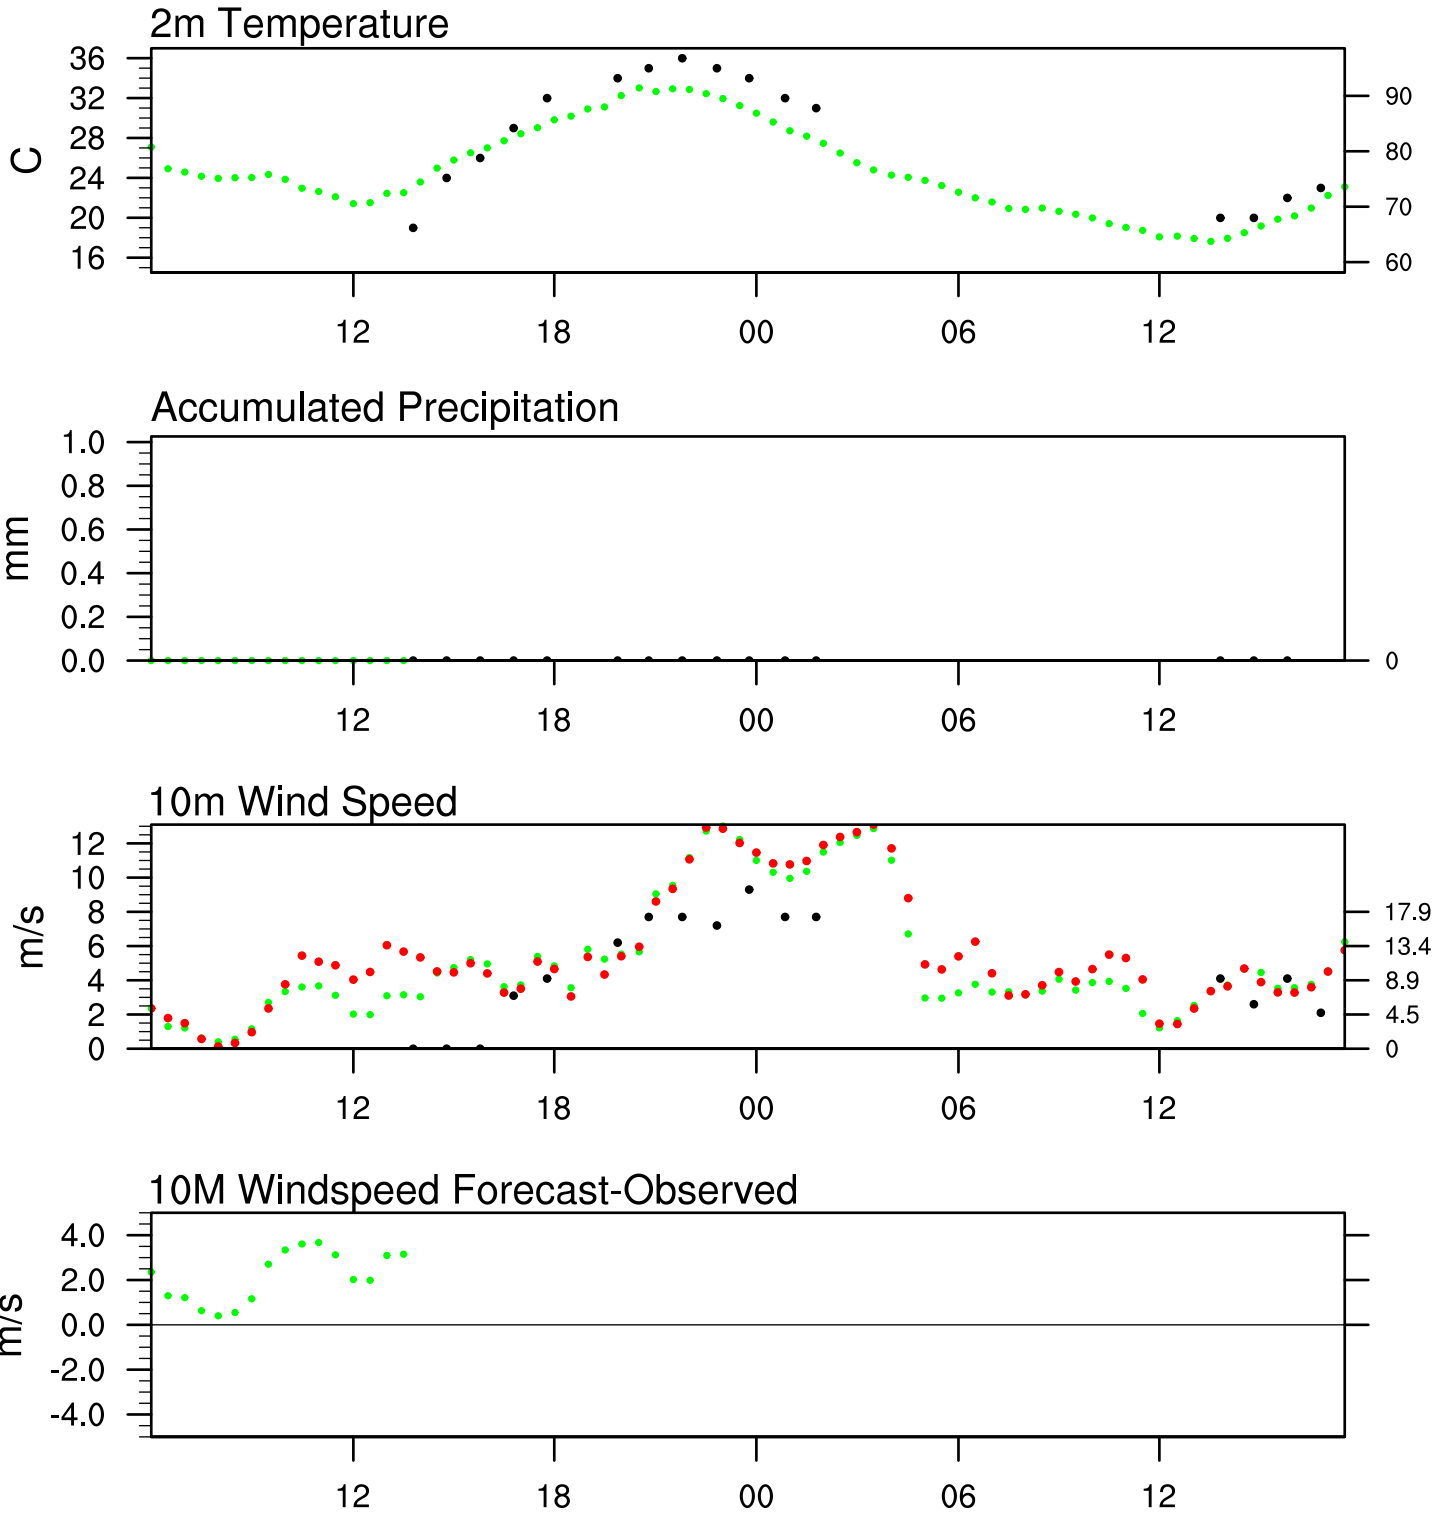 2m Temperature
36
32
28
24
20
16
C
90
80
70
60
12 18 00 06 12
Accumulated Precipitation
1.0
0.8
0.6
0.4
0.2
0.0
mm
0
12 18 00 06 12
10m Wind Speed
12
10
8
6
4
2
0
m/s
17.9
13.4
8.9
4.5
0
12 18 00 06 12
10M Windspeed Forecast-Observed
4.0
2.0
0.0
-2.0
-4.0
m/s
12 18 00 06 12